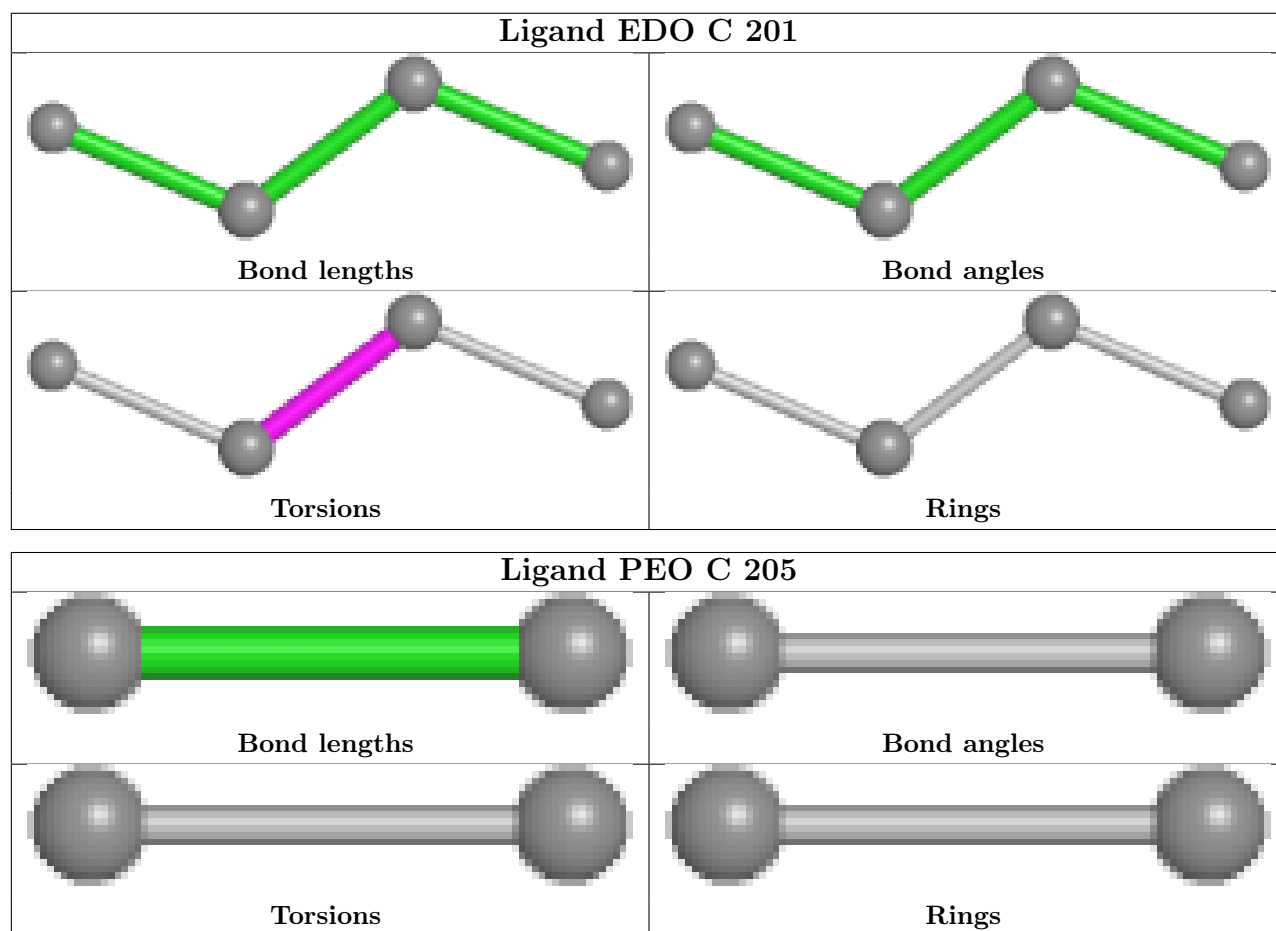 Ligand EDO C 201
Bond lengths
Bond angles
Torsions
Rings
Ligand PEO C 205
Bond lengths
Bond angles
Torsions
Rings